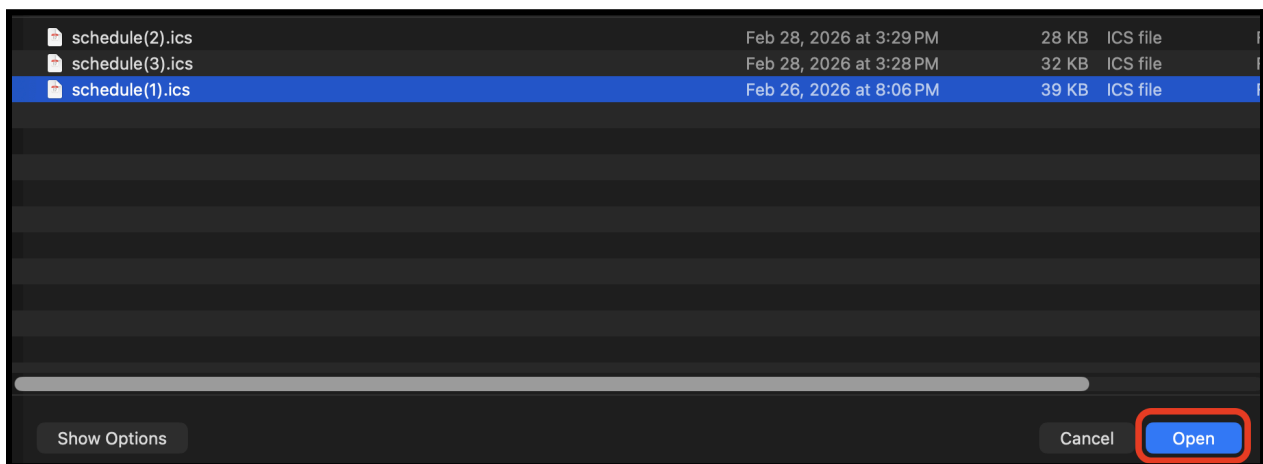 schedule(2).ics Feb 28, 2026 at 3:29 PM 28 KB ICS file
schedule(3).ics Feb 28, 2026 at 3:28 PM 32 KB ICS file
schedule(1).ics Feb 26, 2026 at 8:06 PM 39 KB ICS file
Show Options Cancel Open